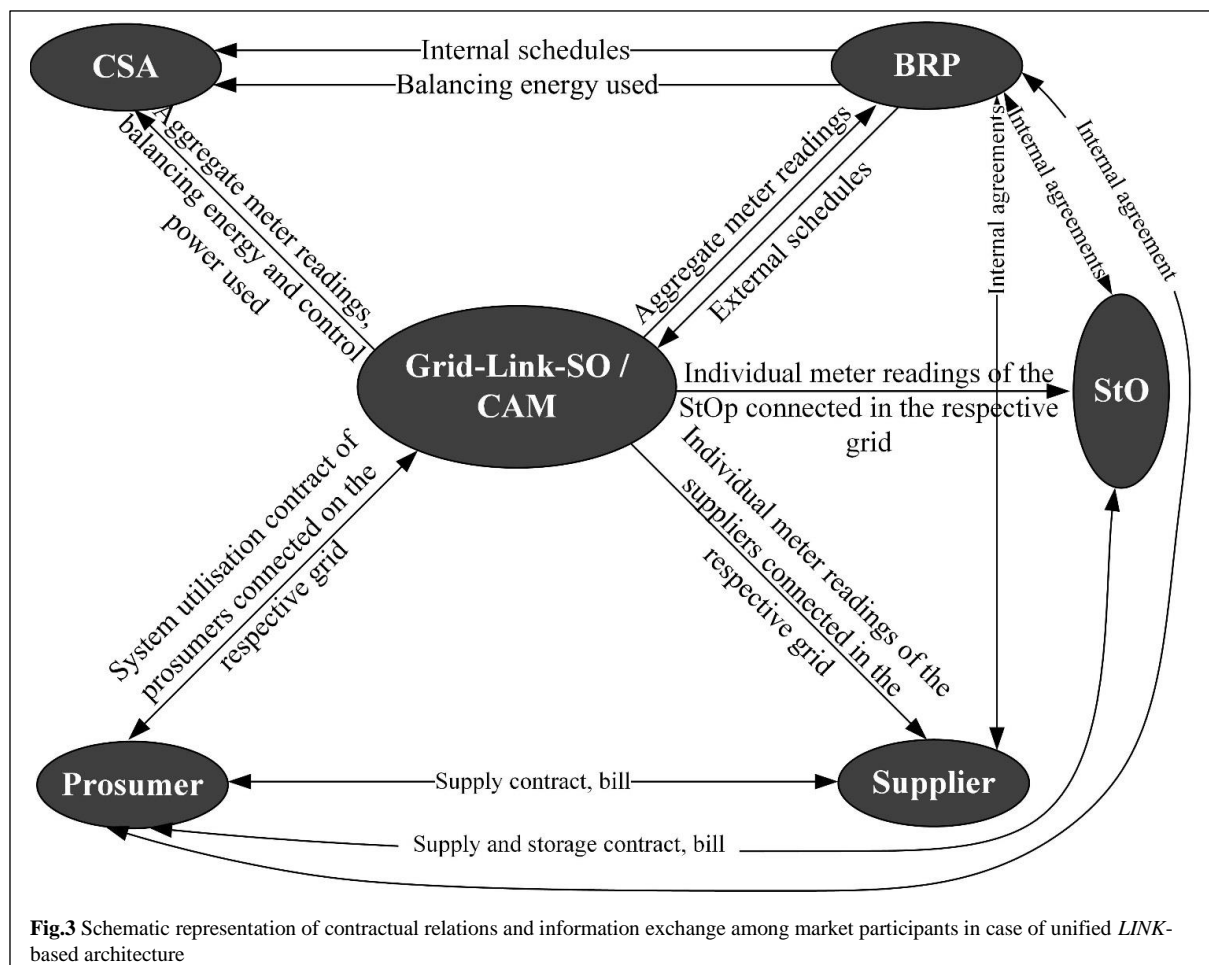 CSA
Internal schedules
Balancing energy used
BRP
Aggregate meter readings,
balancing energy and control
power used
Aggregate meter readings
External schedules
Internal agreements
Internal agreements
Internal agreement
Grid-Link-SO /
CAM
Individual meter readings of the
StOp connected in the respective
grid
StO
System utilisation contract of
prosumers connected on the
respective grid
Individual meter readings of the
suppliers connected in the
respective grid
Prosumer
Supply contract, bill
Supplier
Supply and storage contract, bill
Fig.3 Schematic representation of contractual relations and information exchange among market participants in case of unified LINK-
based architecture